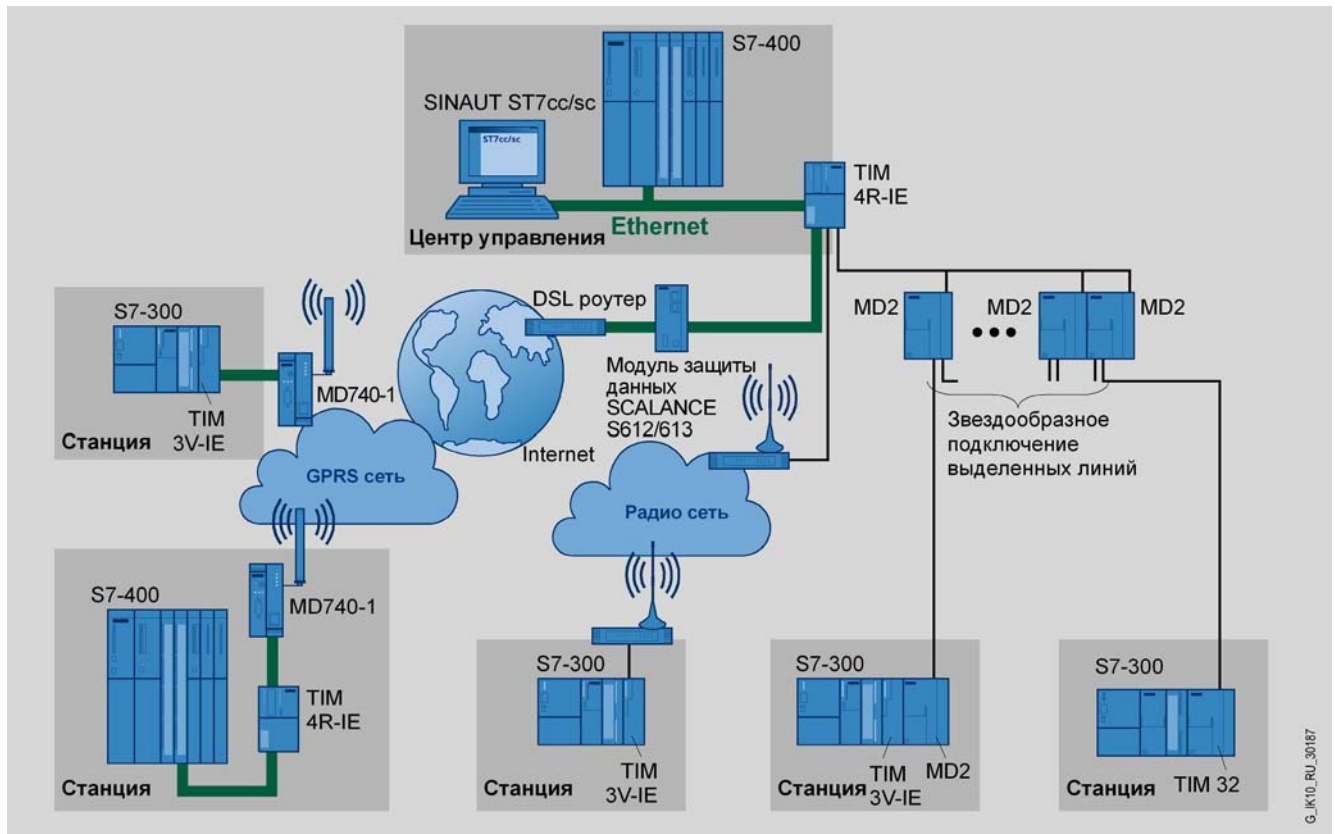 S7-400
SINAUT ST7cc/sc
ST7cc/sc
TIM
4R-IE
Ethernet
Центр управления
MD2
MD2
MD2
DSL роутер
S7-300
MD740-1
TIM
3V-IE
Станция
Модуль защиты
данных
SCALANCE
S612/613
Звездообразное
подключение
выделенных линий
Internet
GPRS сеть
Радио сеть
S7-400
MD740-1
TIM
4R-IE
Станция
S7-300
TIM
3V-IE
Станция
S7-300
TIM
3V-IE
MD2
Станция
S7-300
TIM 32
Станция
G_IK10_RU_30187